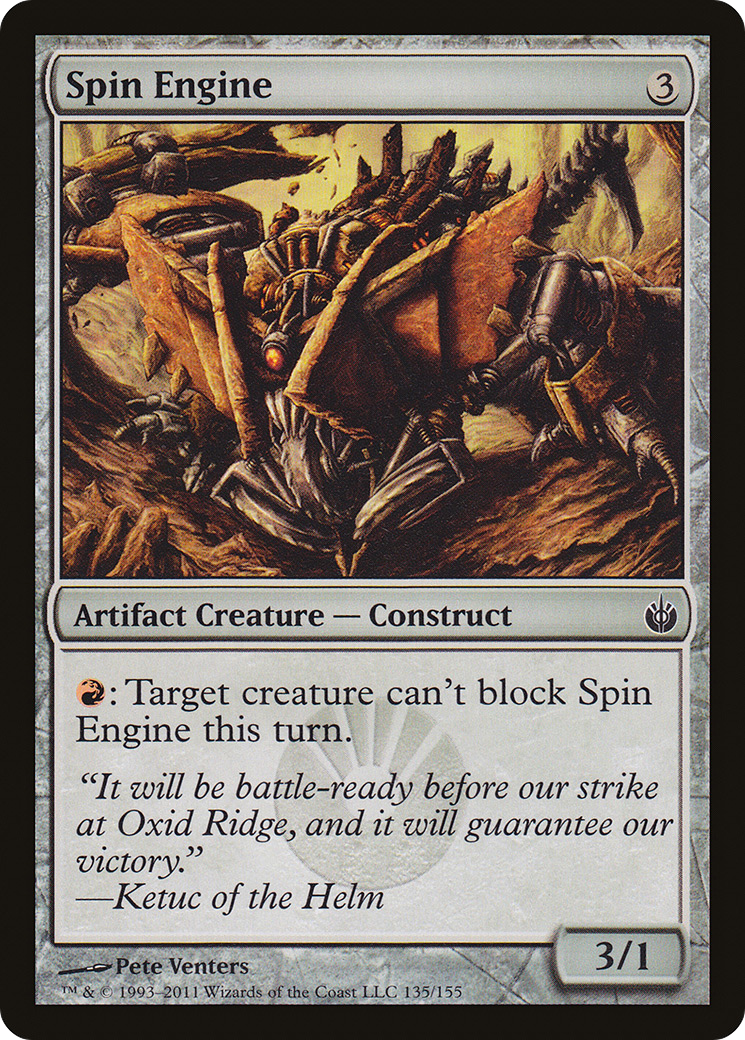 Spin Engine 3
Artifact Creature — Construct
: Target creature can't block Spin
Engine this turn.
“It will be battle-ready before our strike
at Oxid Ridge, and it will guarantee our
victory.”
—Ketuc of the Helm
3/1
Pete Venters
™ & © 1993–2011 Wizards of the Coast LLC 135/155